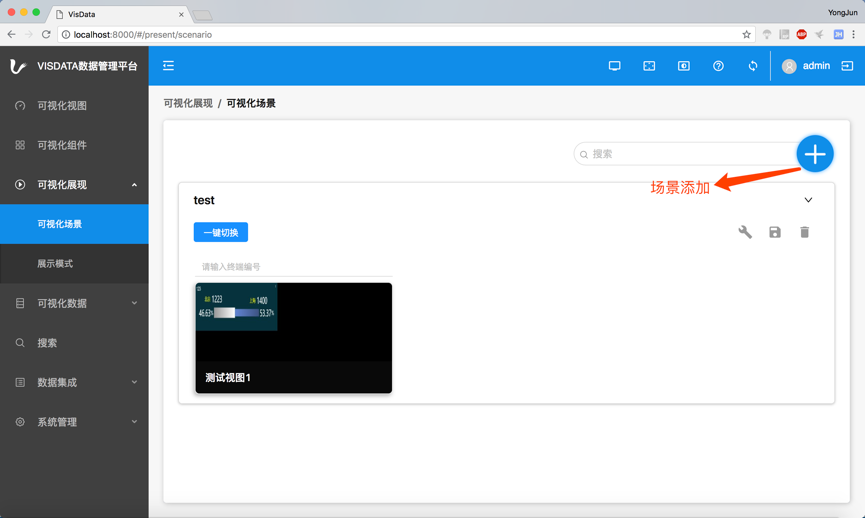 VisData
YongJun
localhost:8000/#/present/scenario
ABP
JH
VISDATA数据管理平台
admin
可视化视图
可视化组件
可视化展现
可视化场景
展示模式
可视化数据
搜索
数据集成
系统管理
可视化展现 / 可视化场景
搜索
场景添加
test
一键切换
请输入终端编号
1223
1400
46.63%
53.37%
测试视图1